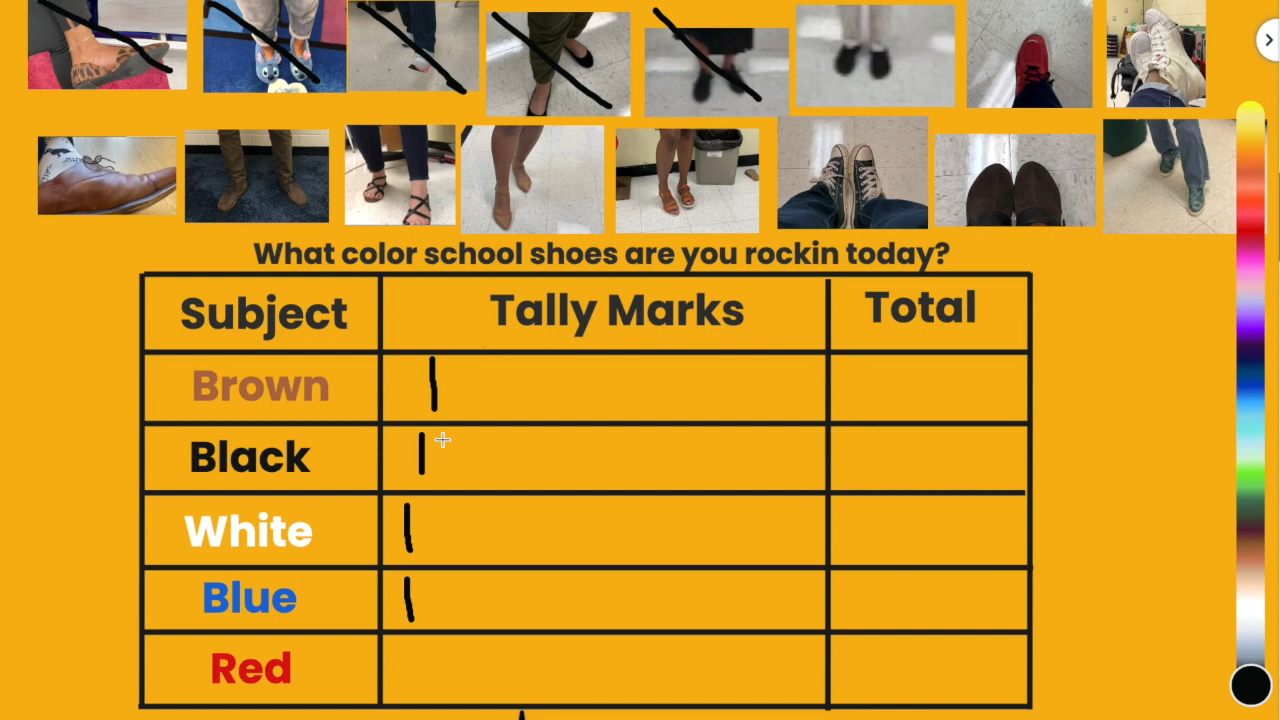 What color school shoes are you rockin today?
Subject Tally Marks Total
Brown
Black
White
Blue
Red